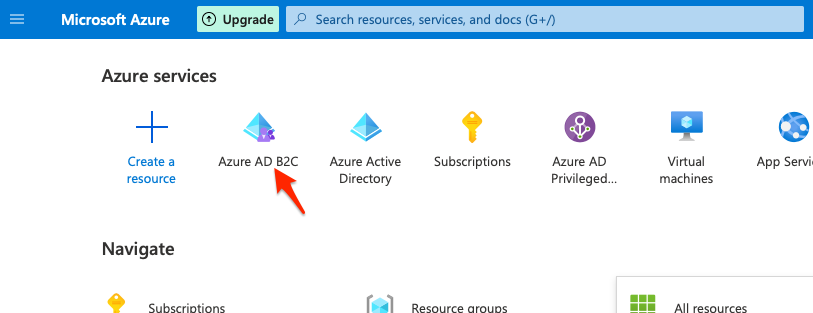 Microsoft Azure
Upgrade
Search resources, services, and docs (G+/)
Azure services
Create a
resource
Azure AD B2C
Azure Active
Directory
Subscriptions
Azure AD
Privileged...
Virtual
machines
App Servi
Navigate
Subscriptions
Resource groups
All resources